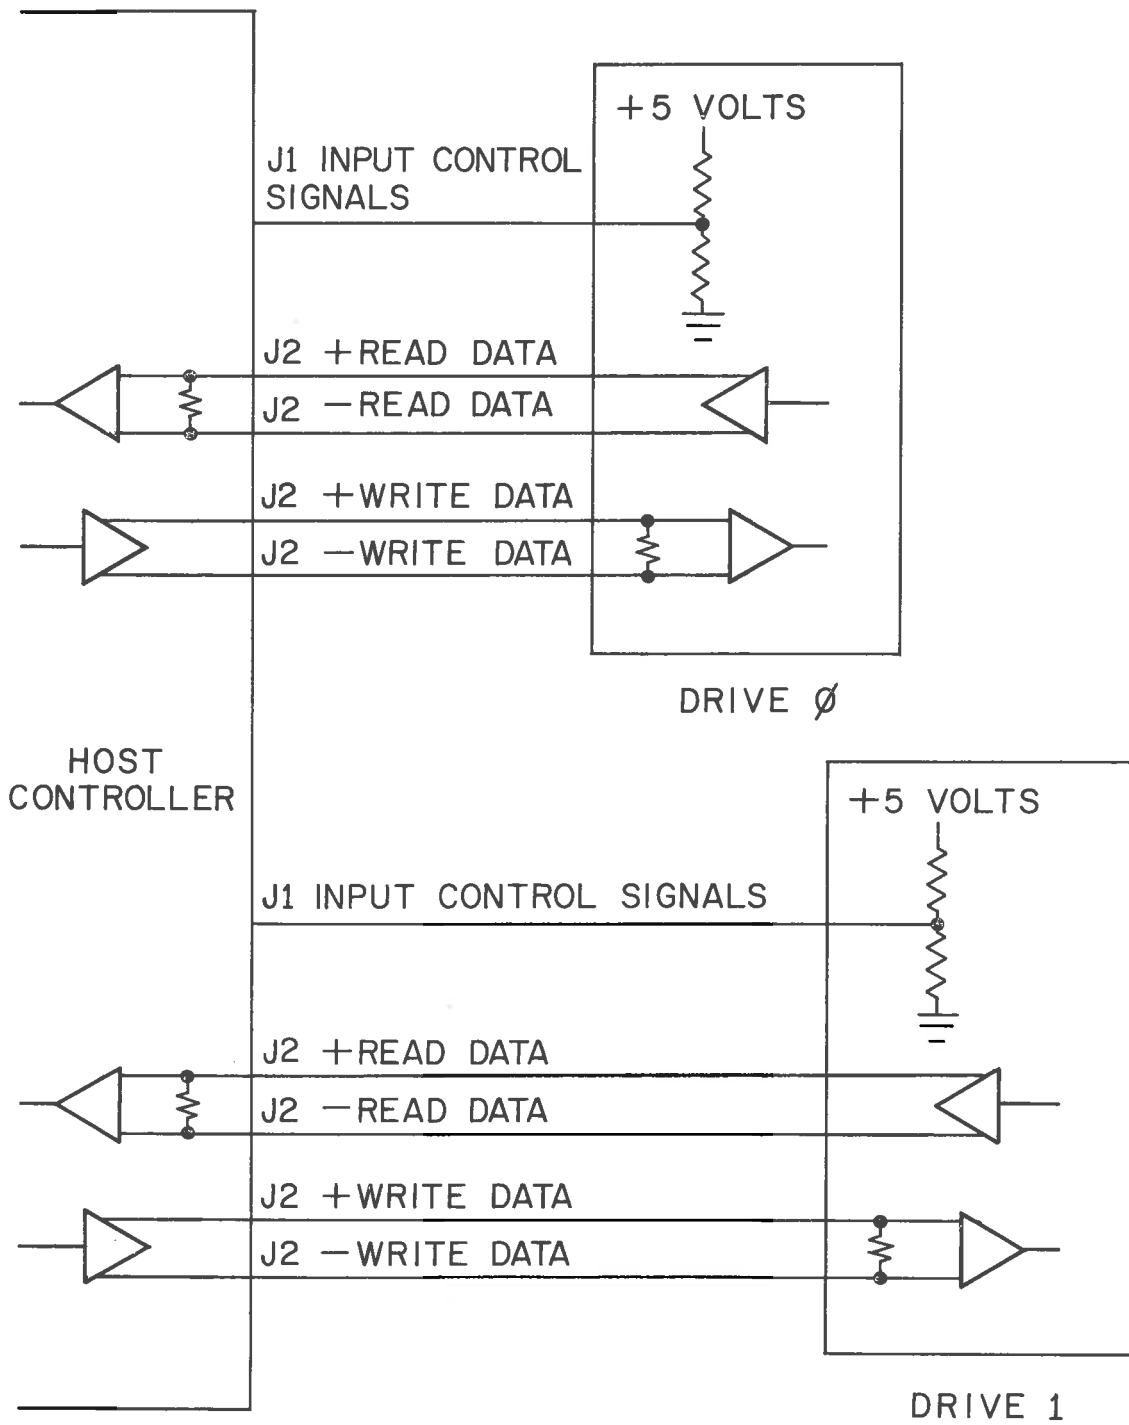 +5 VOLTS
J1 INPUT CONTROL
SIGNALS
J2 +READ DATA
J2 −READ DATA
J2 +WRITE DATA
J2 −WRITE DATA
DRIVE Ø
HOST
CONTROLLER
+5 VOLTS
J1 INPUT CONTROL SIGNALS
J2 +READ DATA
J2 −READ DATA
J2 +WRITE DATA
J2 −WRITE DATA
DRIVE 1